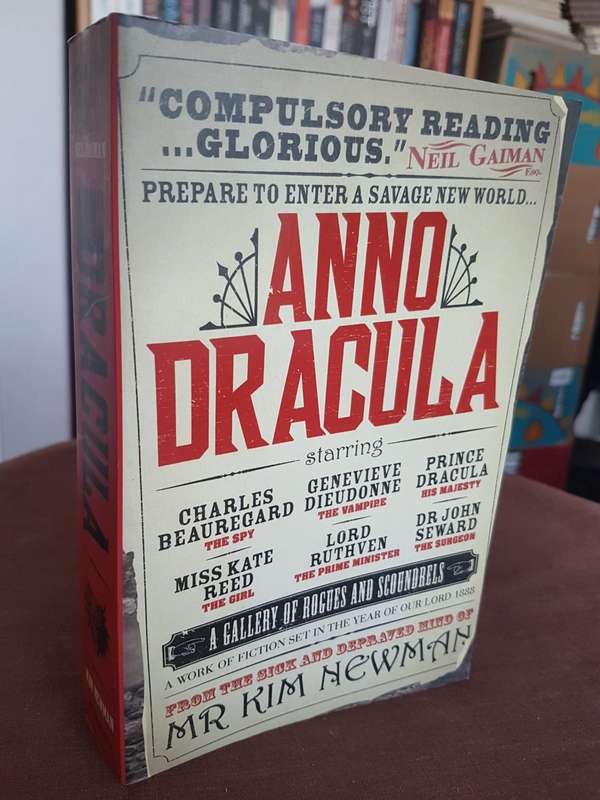 "COMPULSORY READING
...GLORIOUS." NEIL GAIMAN Esq.
PREPARE TO ENTER A SAVAGE NEW WORLD...
ANNO
DRACULA
starring
CHARLES BEAUREGARD
THE SPY
GENEVIEVE DIEUDONNE
THE VAMPIRE
PRINCE DRACULA
HIS MAJESTY
MISS KATE REED
THE GIRL
LORD RUTHVEN
THE PRIME MINISTER
DR JOHN SEWARD
THE SURGEON
A GALLERY OF ROGUES AND SCOUNDRELS
A WORK OF FICTION SET IN THE YEAR OF OUR LORD 1888
FROM THE SICK AND DEPRAVED MIND OF
MR KIM NEWMAN
DRACULA